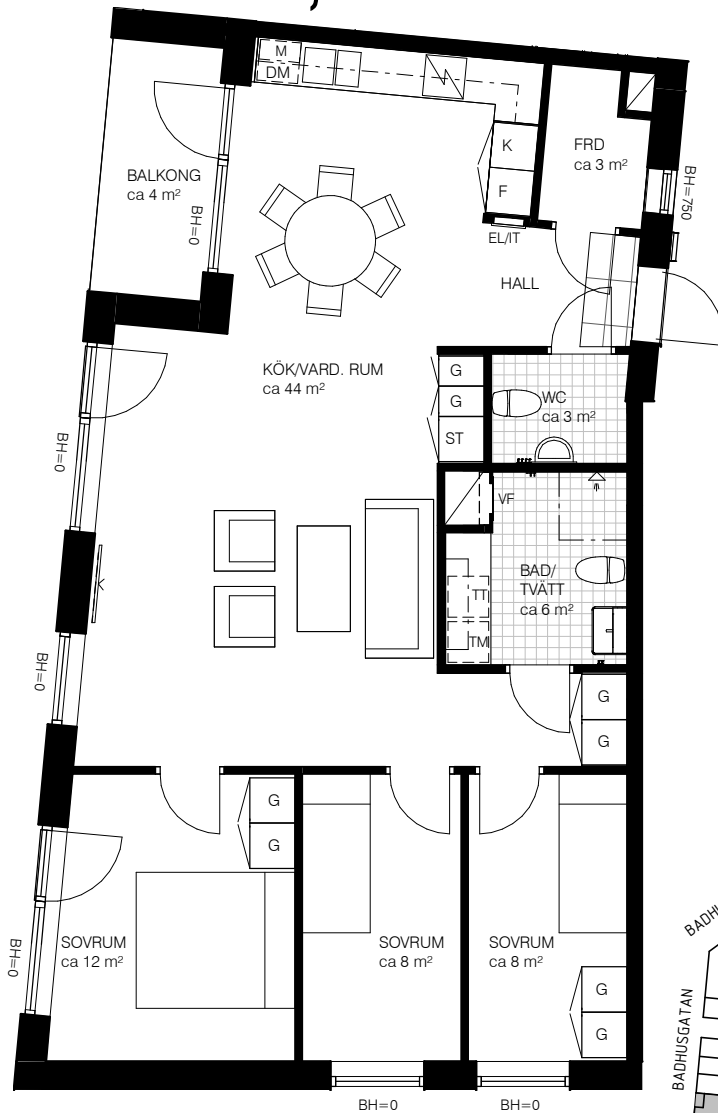 M
DM
K
F
FRD
ca 3 m²
BH=750
BALKONG
ca 4 m²
BH=0
EL/IT
HALL
KÖK/VARD. RUM
ca 44 m²
G
G
ST
WC
ca 3 m²
BH=0
VF
BAD/
TVÄTT
ca 6 m²
TT
TM
BH=0
G
G
G
G
SOVRUM
ca 12 m²
SOVRUM
ca 8 m²
SOVRUM
ca 8 m²
G
G
BH=0
BH=0
BH=0
BADHUSGATAN